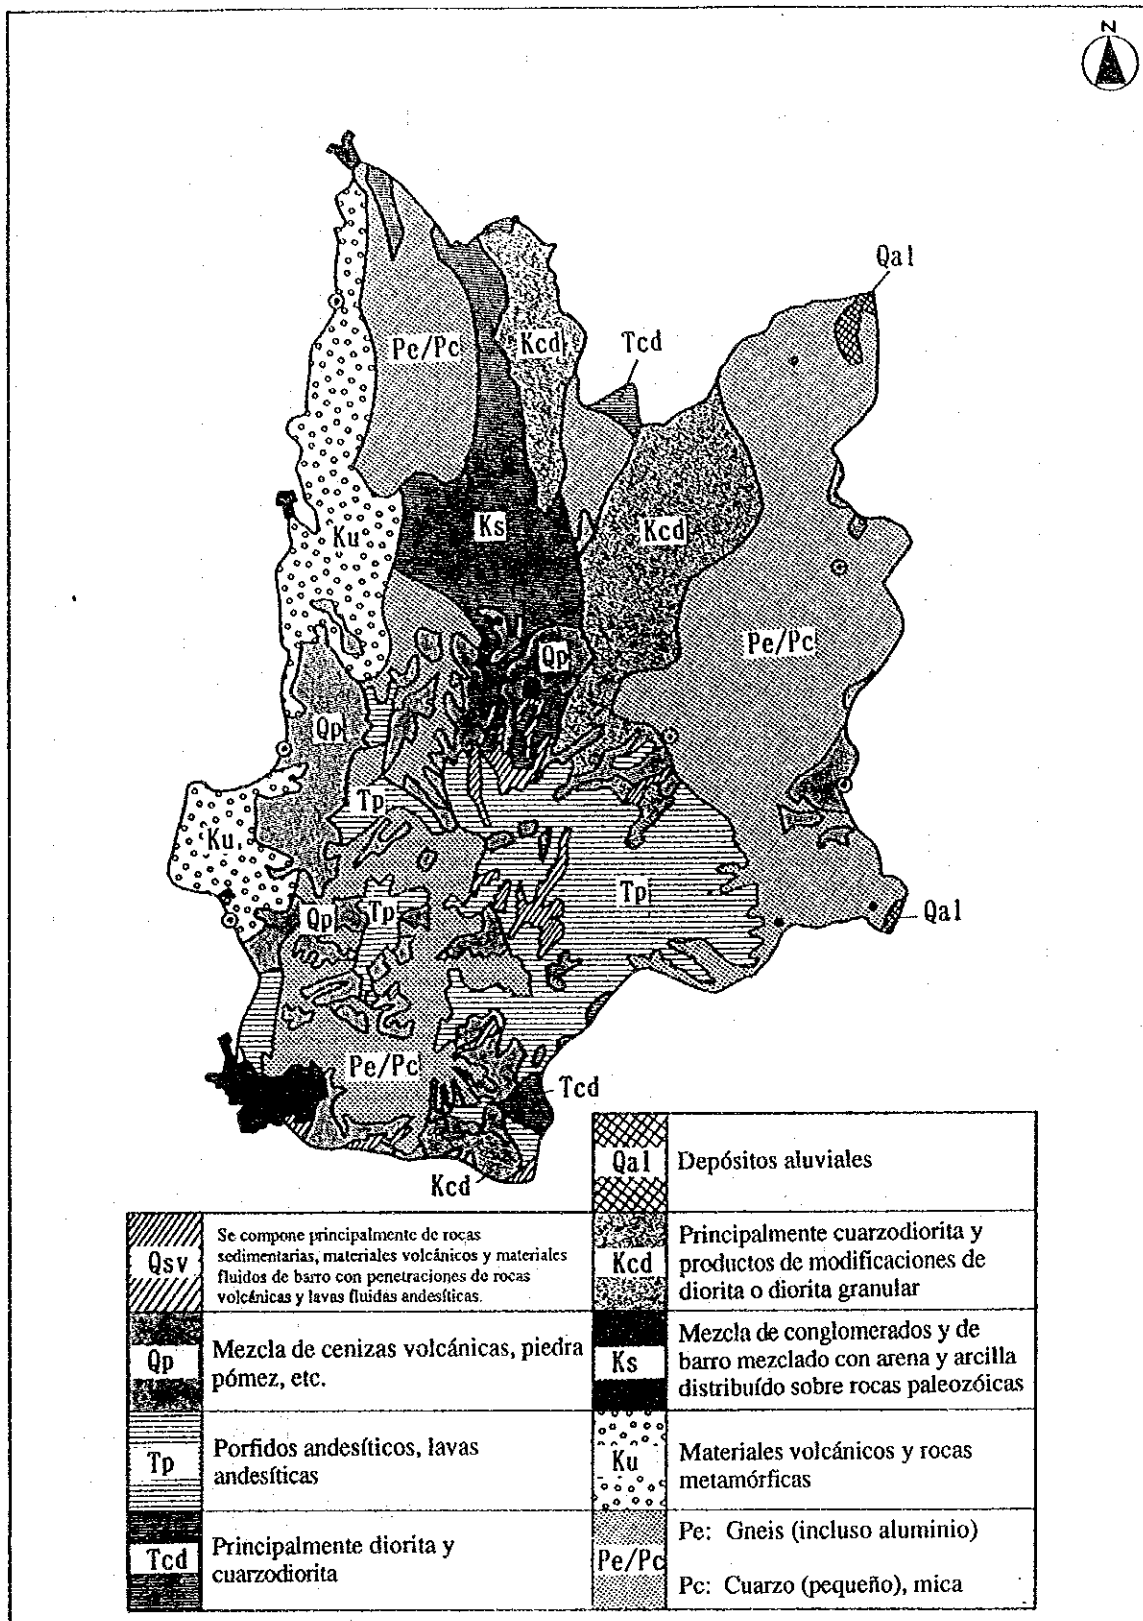 N
Qal
Pe/Pc
Kcd
Tcd
Ks
Kcd
Ku
Pe/Pc
Qp
Qp
Tp
Ku
Tp
Qp
Tp
Qal
Pe/Pc
Tcd
Kcd
Qal
Depósitos aluviales
Qsv
Se compone principalmente de rocas
sedimentarias, materiales volcánicos y materiales
fluidos de barro con penetraciones de rocas
volcánicas y lavas fluidas andesíticas.
Kcd
Principalmente cuarzodiorita y
productos de modificaciones de
diorita o diorita granular
Qp
Mezcla de cenizas volcánicas, piedra
pómez, etc.
Ks
Mezcla de conglomerados y de
barro mezclado con arena y arcilla
distribuído sobre rocas paleozóicas
Tp
Porfidos andesíticos, lavas
andesíticas
Ku
Materiales volcánicos y rocas
metamórficas
Tcd
Principalmente diorita y
cuarzodiorita
Pe/Pc
Pe: Gneis (incluso aluminio)
Pc: Cuarzo (pequeño), mica